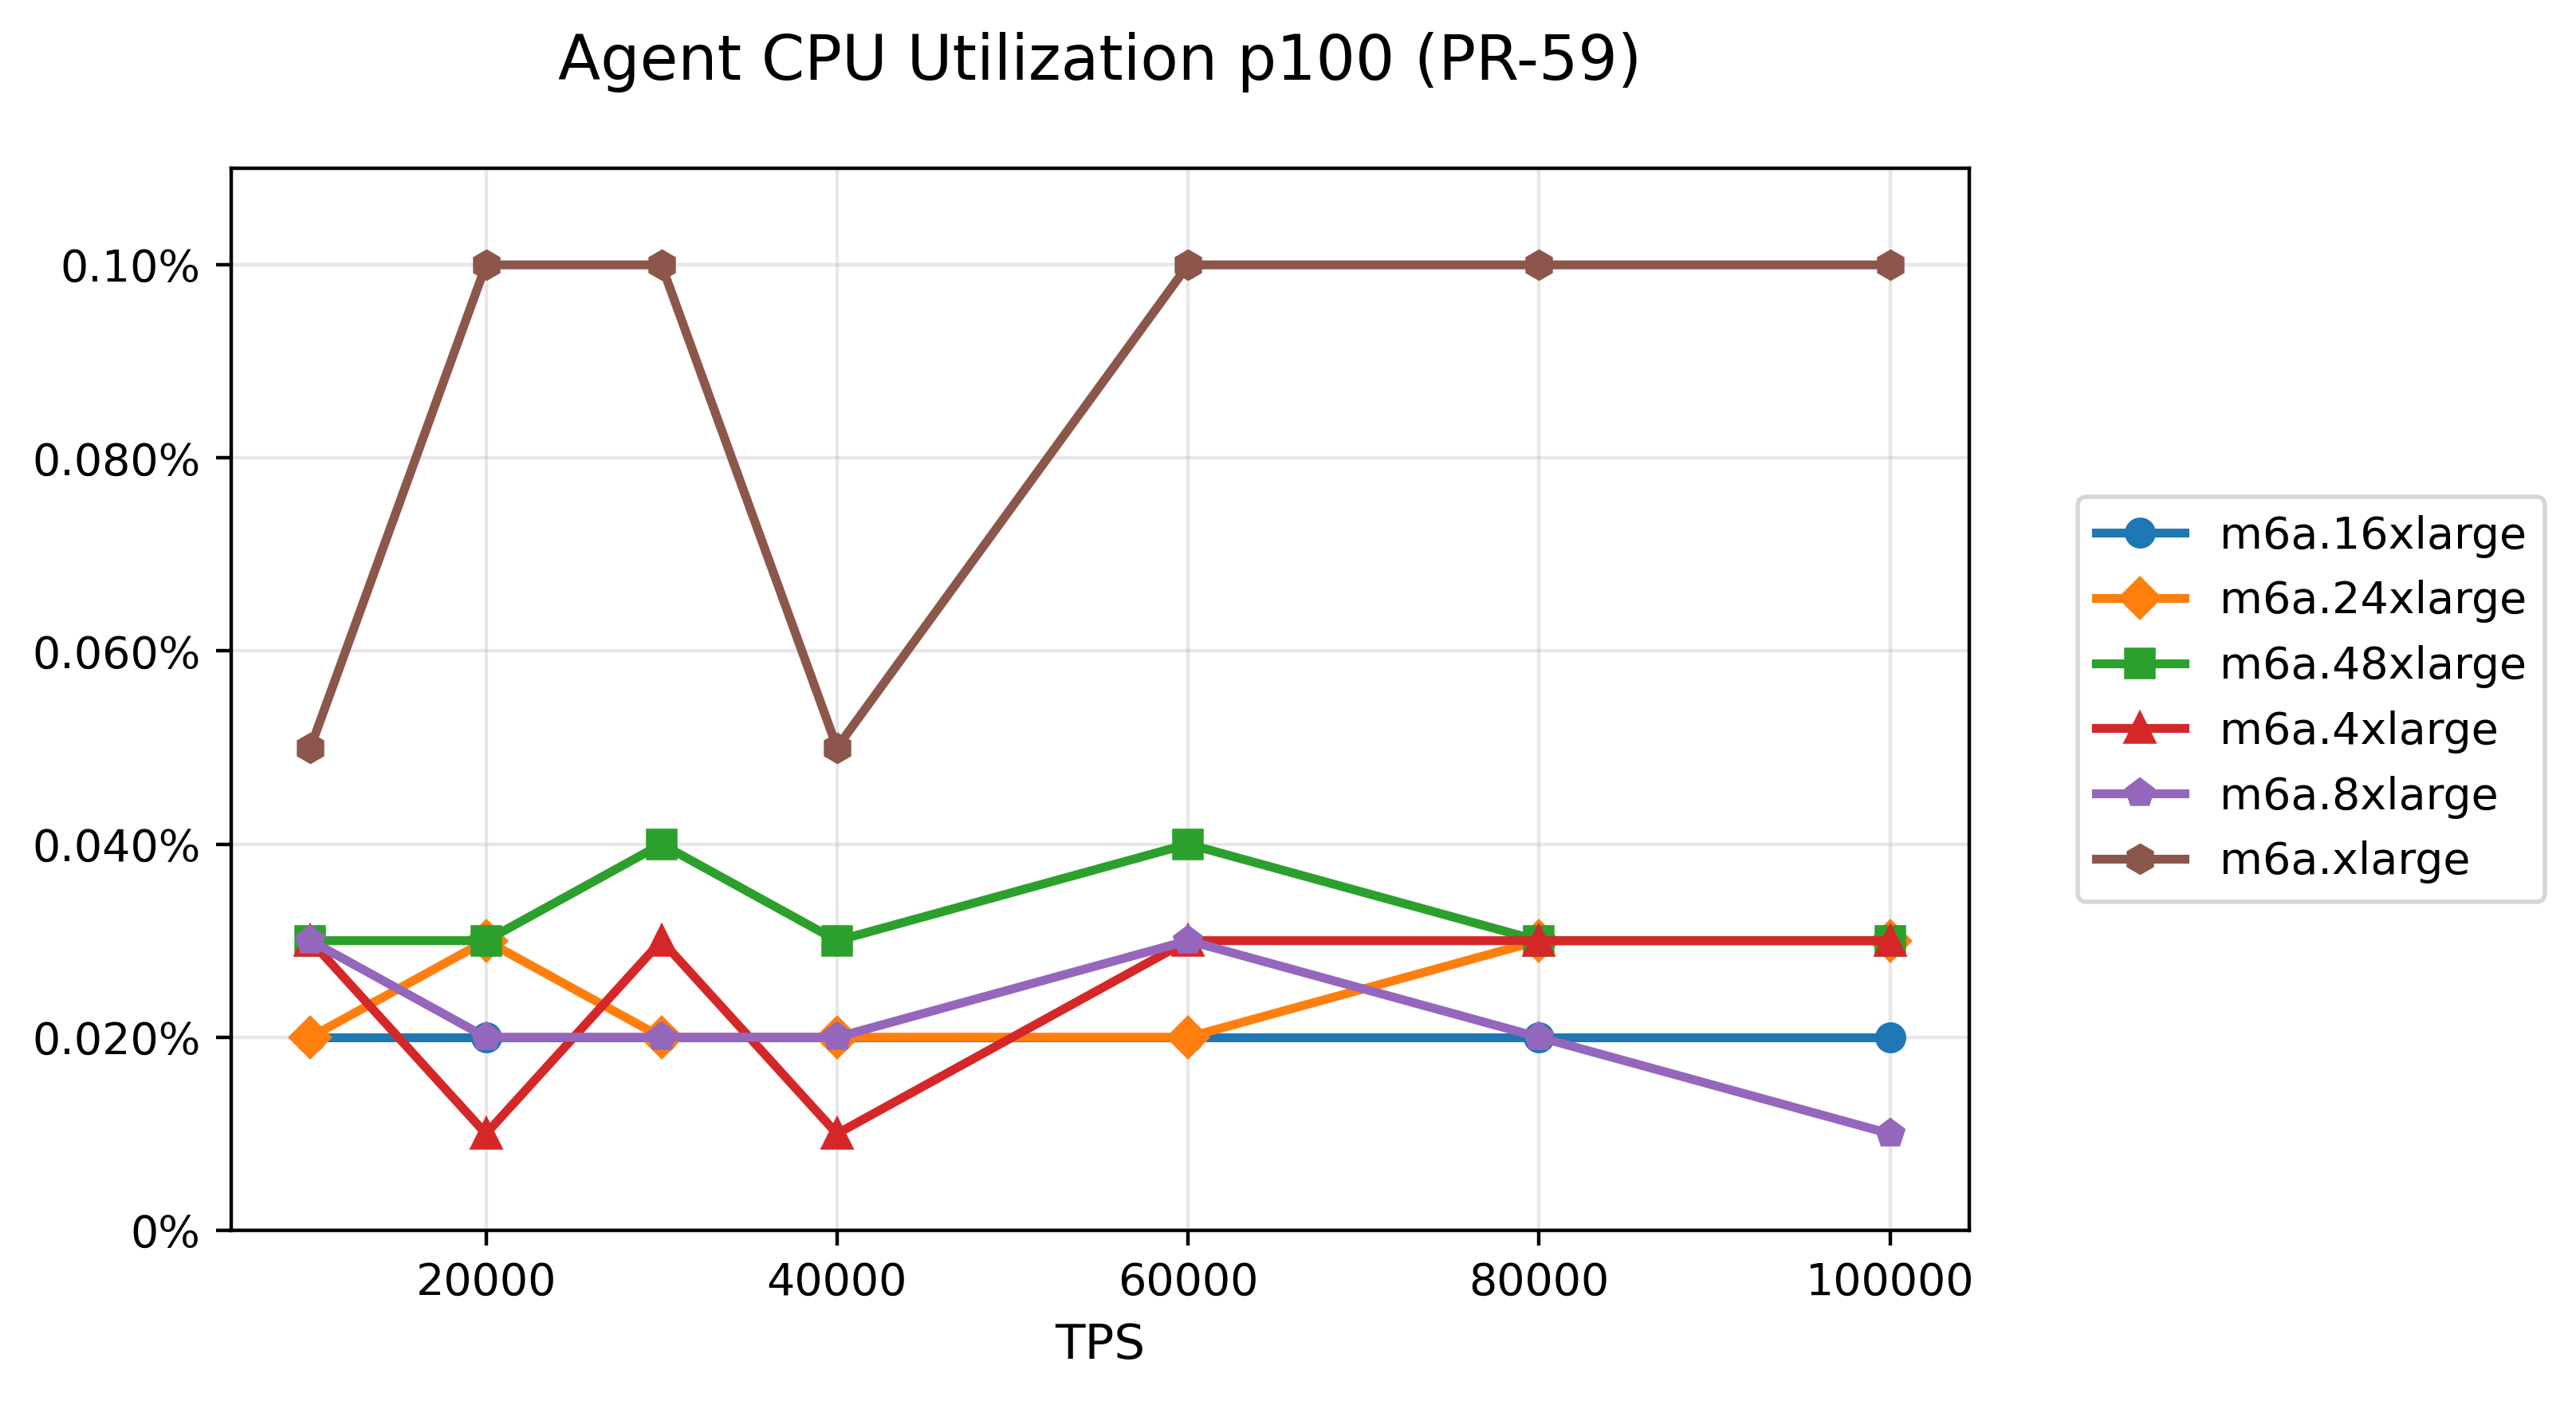 Agent CPU Utilization p100 (PR-59)
0.10%
0.080%
0.060%
0.040%
0.020%
0%
20000
40000
60000
80000
100000
TPS
m6a.16xlarge
m6a.24xlarge
m6a.48xlarge
m6a.4xlarge
m6a.8xlarge
m6a.xlarge